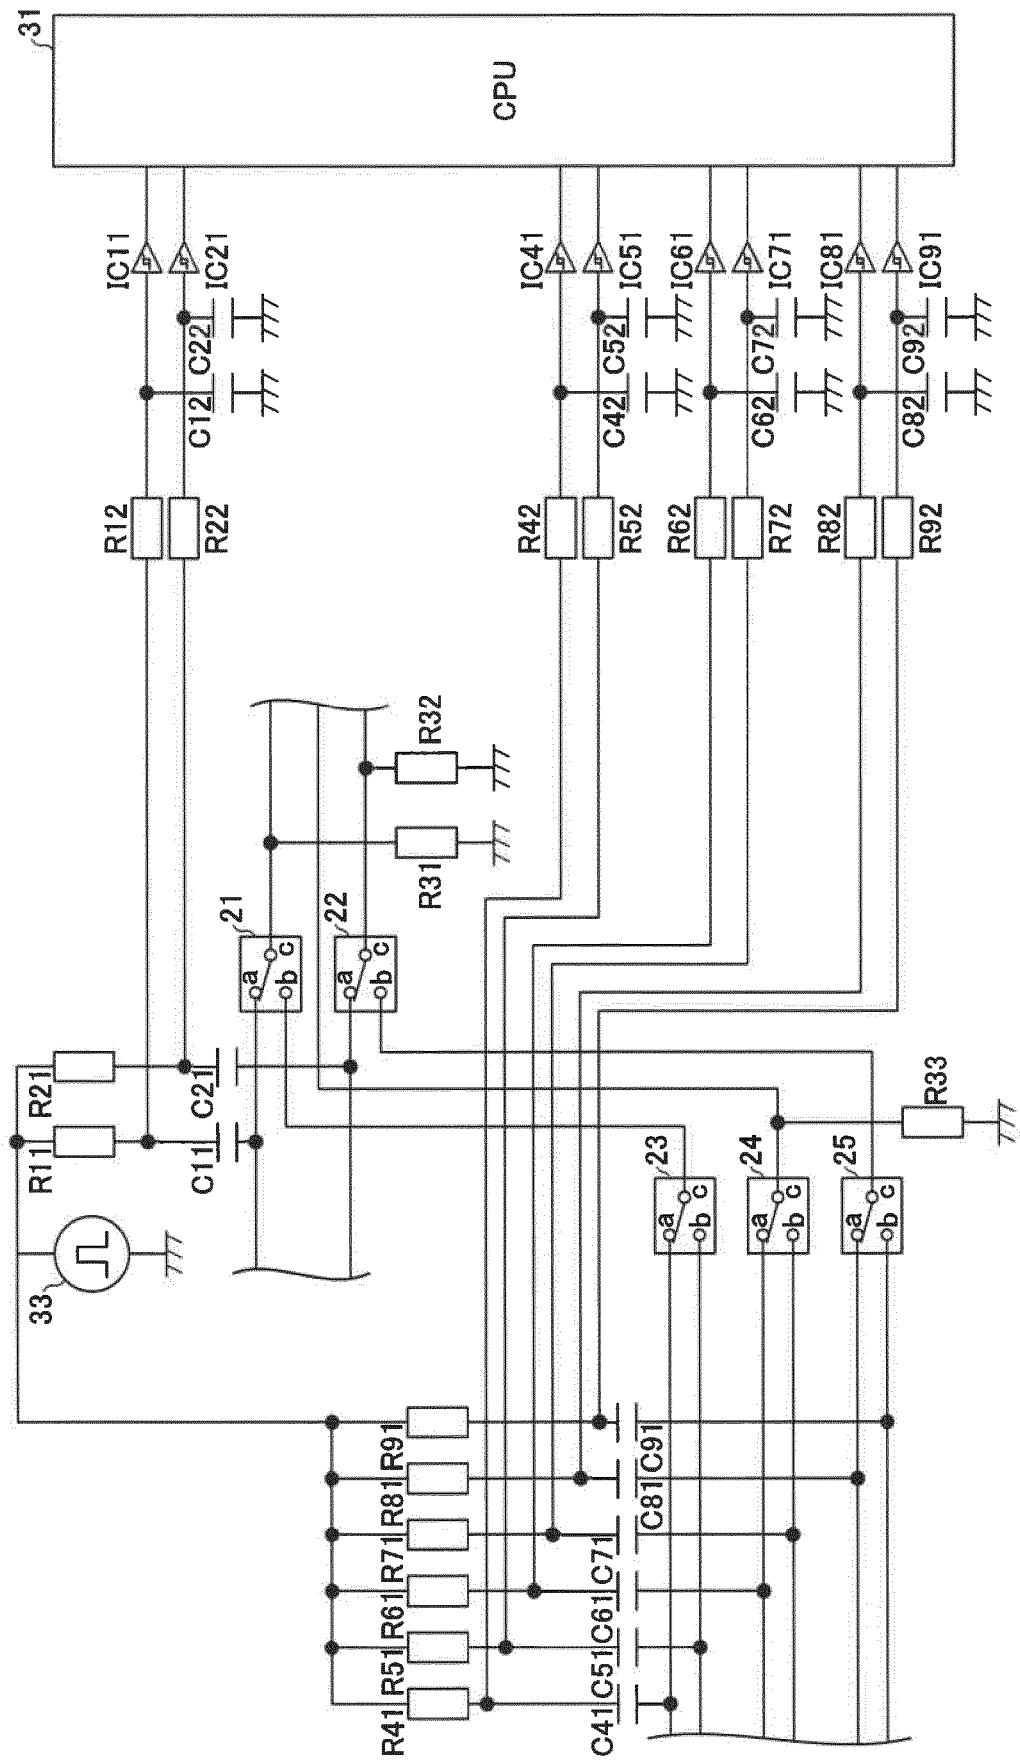 31
CPU
IC11
IC21
IC41
IC51
IC61
IC71
IC81
IC91
C22
C12
C52
C42
C72
C62
C92
C82
R12
R22
R42
R52
R62
R72
R82
R92
R32
R31
21
a
b
c
22
a
b
c
R21
R11
C21
C11
33
R33
23
a
b
c
24
a
b
c
25
a
b
c
R91
R81
R71
R61
R51
R41
C91
C81
C71
C61
C51
C41